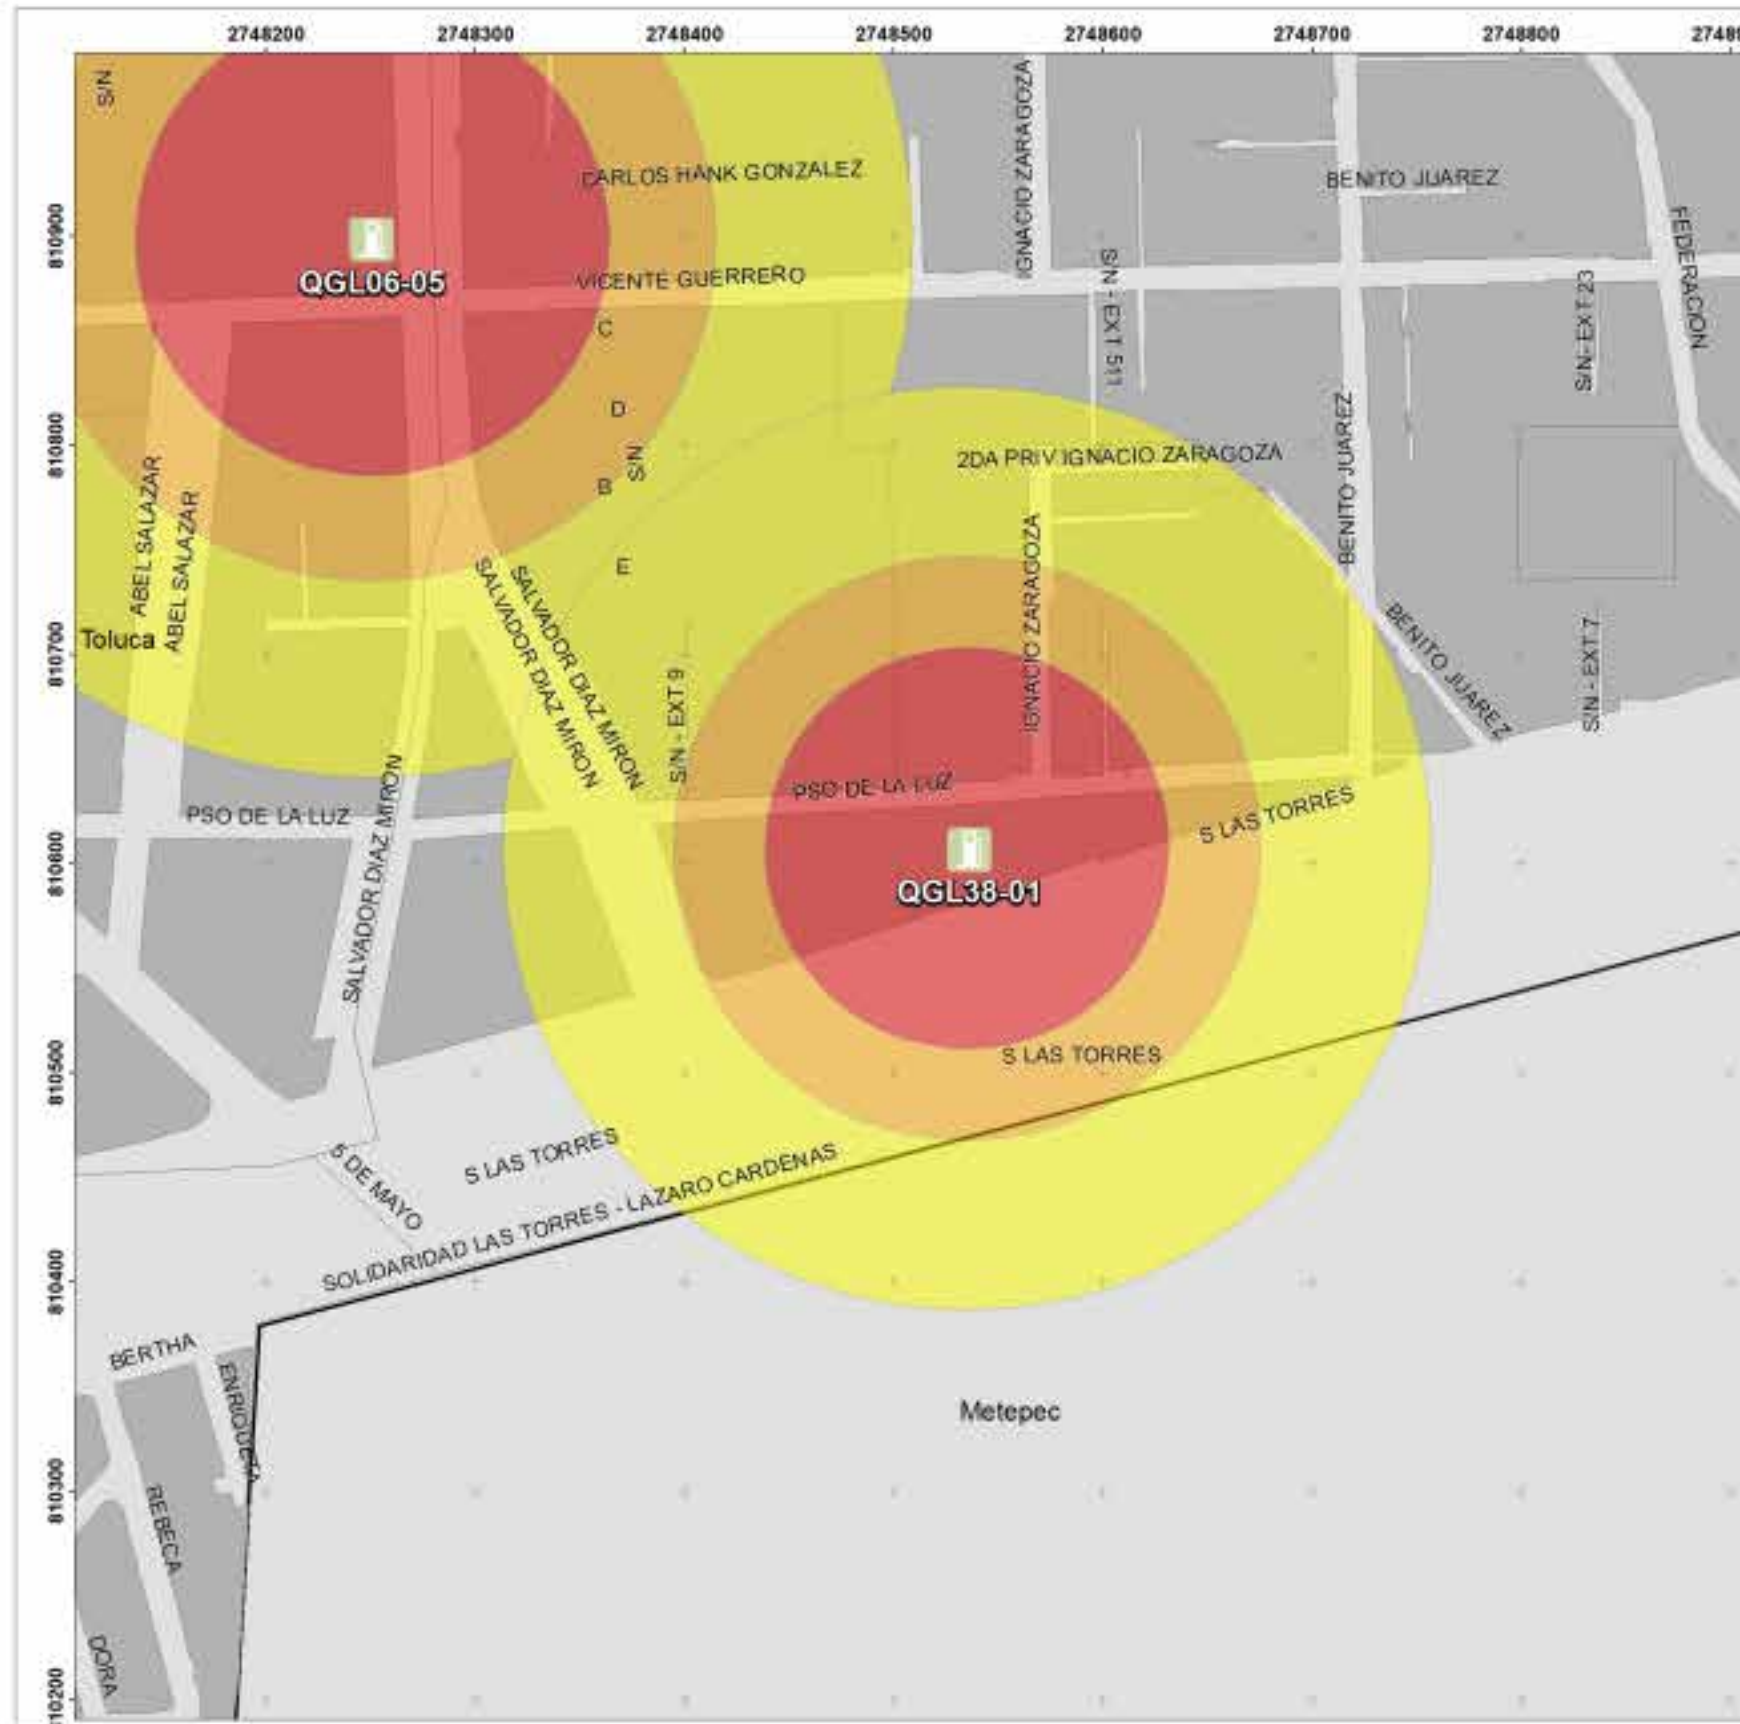 2748200 2748300 2748400 2748500 2748600 2748700 2748800 27489
S/N
IGNACIO ZARAGOZA
CARLOS HANK GONZALEZ
BENITO JUAREZ
810900
QGL06-05
VICENTE GUERRERO
S/N - EXT 511
S/N - EXT 23
FEDERACION
C
D
810800
S/N
B
2DA PRIV IGNACIO ZARAGOZA
BENITO JUAREZ
ABEL SALAZAR
ABEL SALAZAR
E
SALVADOR DIAZ MIRON
SALVADOR DIAZ MIRON
IGNACIO ZARAGOZA
Toluca
810700
S/N - EXT 9
BENITO JUAREZ
S/N - EXT 7
PSO DE LA LUZ
PSO DE LA LUZ
S LAS TORRES
SALVADOR DIAZ MIRON
810600
QGL38-01
810500
S LAS TORRES
S LAS TORRES
5 DE MAYO
SOLIDARIDAD LAS TORRES - LAZARO CARDENAS
810400
BERTHA
ENRIQUETA
Metepec
810300
REBECA
DORA
810200